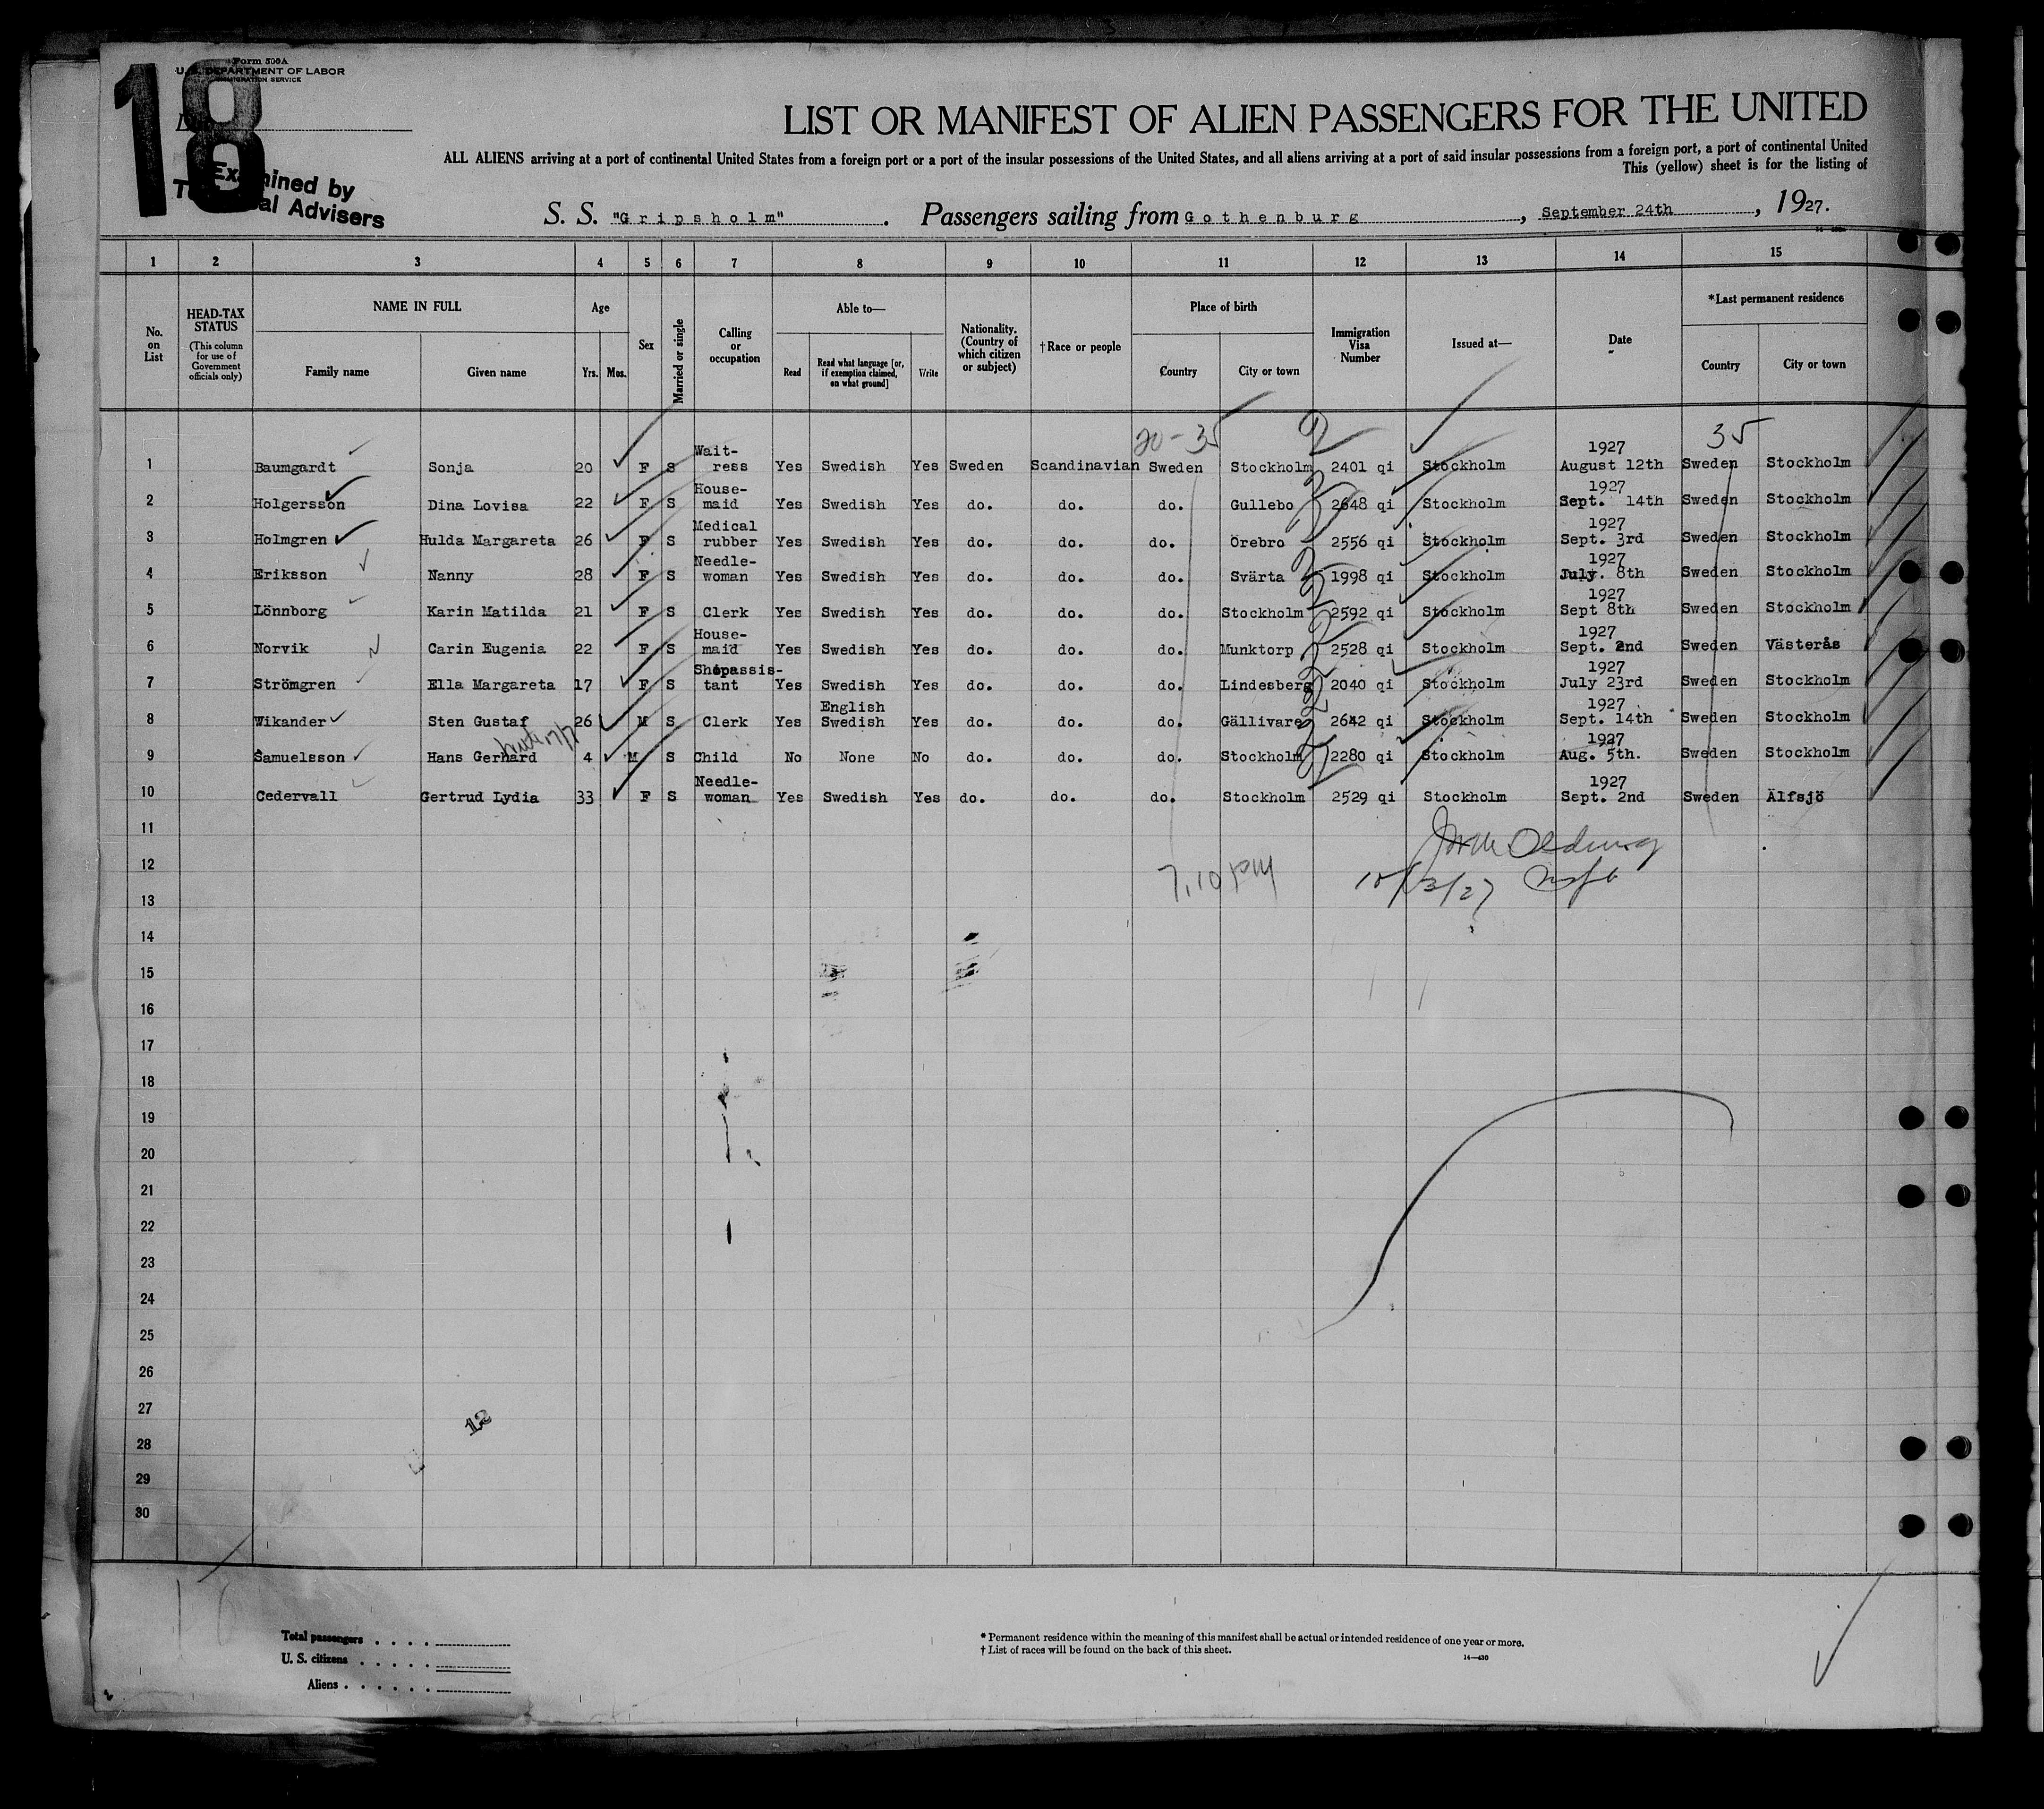 18
Form 500A
U. S. DEPARTMENT OF LABOR
IMMIGRATION SERVICE
Examined by
Technical Advisers
LIST OR MANIFEST OF ALIEN PASSENGERS FOR THE UNITED
ALL ALIENS arriving at a port of continental United States from a foreign port or a port of the insular possessions of the United States, and all aliens arriving at a port of said insular possessions from a foreign port, a port of continental United
This (yellow) sheet is for the listing of
S. S. "Gripsholm". Passengers sailing from Gothenburg, September 24th, 1927.
1 2 3 4 5 6 7 8 9 10 11 12 13 14 15
No. on List
HEAD-TAX STATUS (This column for use of Government officials only)
NAME IN FULL Family name Given name
Age Yrs. Mos.
Sex
Married or single
Calling or occupation
Able to— Read Read what language [or, if exemption claimed, on what ground] Write
Nationality. (Country of which citizen or subject)
†Race or people
Place of birth Country City or town
Immigration Visa Number
Issued at—
Date
*Last permanent residence Country City or town
20-35 35
1 Baumgardt Sonja 20 F S Wait-ress Yes Swedish Yes Sweden Scandinavian Sweden Stockholm 2401 qi Stockholm 1927 August 12th Sweden Stockholm
2 Holgersson Dina Lovisa 22 F S House-maid Yes Swedish Yes do. do. do. Gullebo 2648 qi Stockholm 1927 Sept. 14th Sweden Stockholm
3 Holmgren Hulda Margareta 26 F S Medical rubber Yes Swedish Yes do. do. do. Örebro 2556 qi Stockholm 1927 Sept. 3rd Sweden Stockholm
4 Eriksson Nanny 28 F S Needle-woman Yes Swedish Yes do. do. do. Svärta 1998 qi Stockholm 1927 July. 8th Sweden Stockholm
5 Lönnborg Karin Matilda 21 F S Clerk Yes Swedish Yes do. do. do. Stockholm 2592 qi Stockholm 1927 Sept 8th Sweden Stockholm
6 Norvik Carin Eugenia 22 F S House-maid Yes Swedish Yes do. do. do. Munktorp 2528 qi Stockholm 1927 Sept. 2nd Sweden Västerås
7 Strömgren Ella Margareta 17 F S Shopassis-tant Yes Swedish Yes do. do. do. Lindesberg 2040 qi Stockholm 1927 July 23rd Sweden Stockholm
8 Wikander Sten Gustaf 26 M S Clerk Yes English Swedish Yes do. do. do. Gällivare 2642 qi Stockholm 1927 Sept. 14th Sweden Stockholm
9 Samuelsson Hans Gerhard 4 M S Child No None No do. do. do. Stockholm 2280 qi Stockholm 1927 Aug. 5th. Sweden Stockholm
10 Cedervall Gertrud Lydia 33 F S Needle-woman Yes Swedish Yes do. do. do. Stockholm 2529 qi Stockholm 1927 Sept. 2nd Sweden Älfsjö
11
12
7,10 PM 10/3/27
13
14
15
16
17
18
19
20
21
22
23
24
25
26
27
12
28
29
30
Total passengers
U. S. citizens
Aliens
* Permanent residence within the meaning of this manifest shall be actual or intended residence of one year or more.
† List of races will be found on the back of this sheet.
14—430